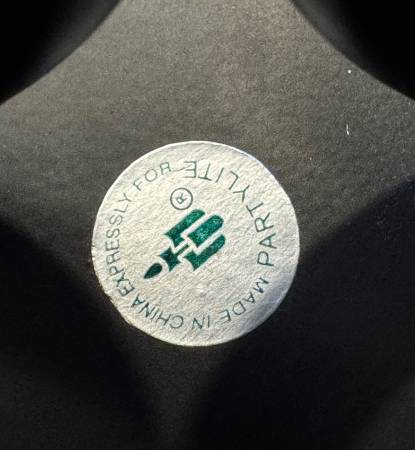 PARTYLITE
®
MADE IN CHINA EXPRESSLY FOR